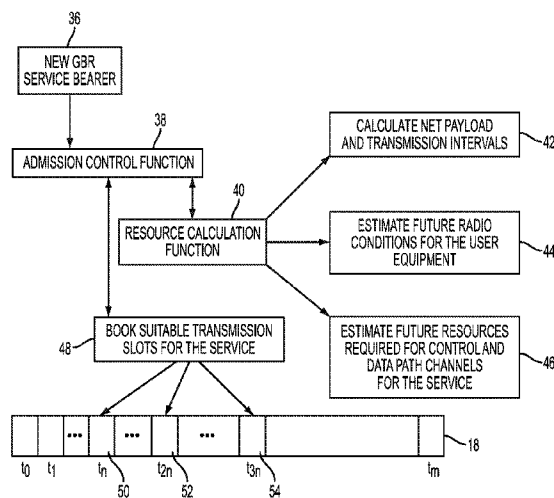 36
NEW GBR
SERVICE BEARER
38
ADMISSION CONTROL FUNCTION
40
RESOURCE CALCULATION
FUNCTION
CALCULATE NET PAYLOAD
AND TRANSMISSION INTERVALS
42
ESTIMATE FUTURE RADIO
CONDITIONS FOR THE USER
EQUIPMENT
44
ESTIMATE FUTURE RESOURCES
REQUIRED FOR CONTROL AND
DATA PATH CHANNELS
FOR THE SERVICE
46
48
BOOK SUITABLE TRANSMISSION
SLOTS FOR THE SERVICE
... ... ...
18
t0 t1 tn t2n t3n tm
50 52 54